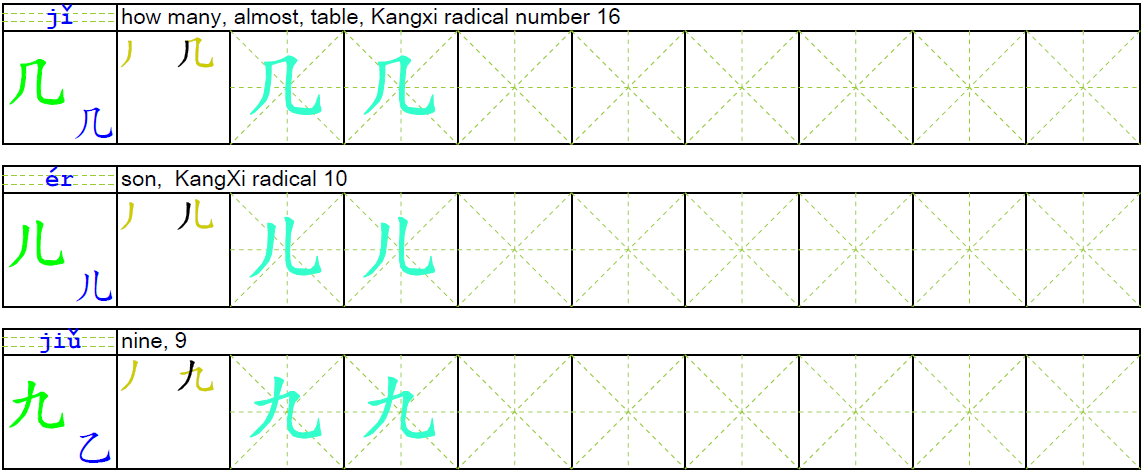 jǐ how many, almost, table, Kangxi radical number 16
几 几 丿 几 几 几
ér son,  KangXi radical 10
儿 儿 丿 儿 儿 儿
jiǔ nine, 9
九 乙 丿 九 九 九